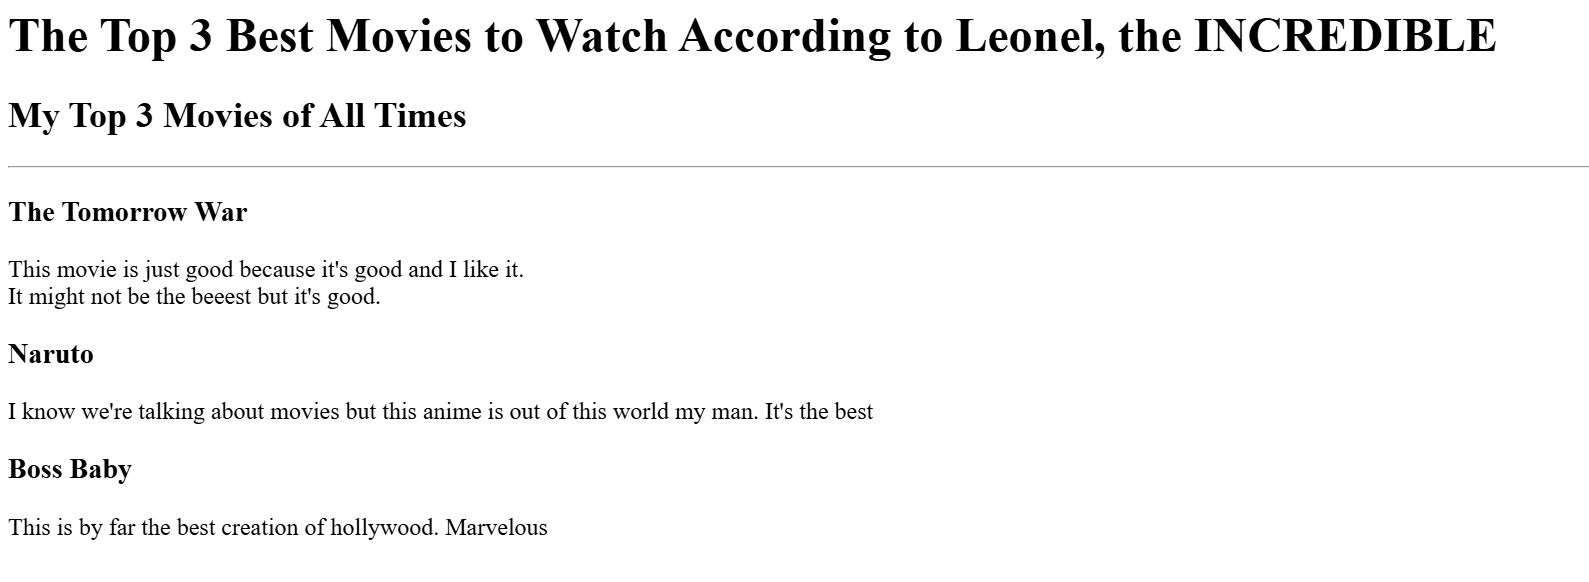 The Top 3 Best Movies to Watch According to Leonel, the INCREDIBLE
My Top 3 Movies of All Times
The Tomorrow War
This movie is just good because it's good and I like it.
It might not be the beeest but it's good.
Naruto
I know we're talking about movies but this anime is out of this world my man. It's the best
Boss Baby
This is by far the best creation of hollywood. Marvelous